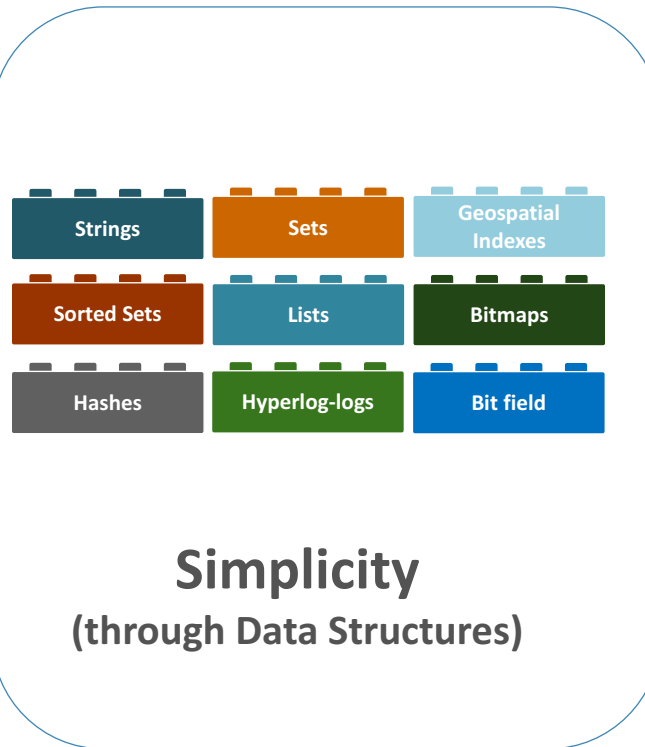 Strings
Sets
Geospatial
Indexes
Sorted Sets
Lists
Bitmaps
Hashes
Hyperlog-logs
Bit field
Simplicity
(through Data Structures)